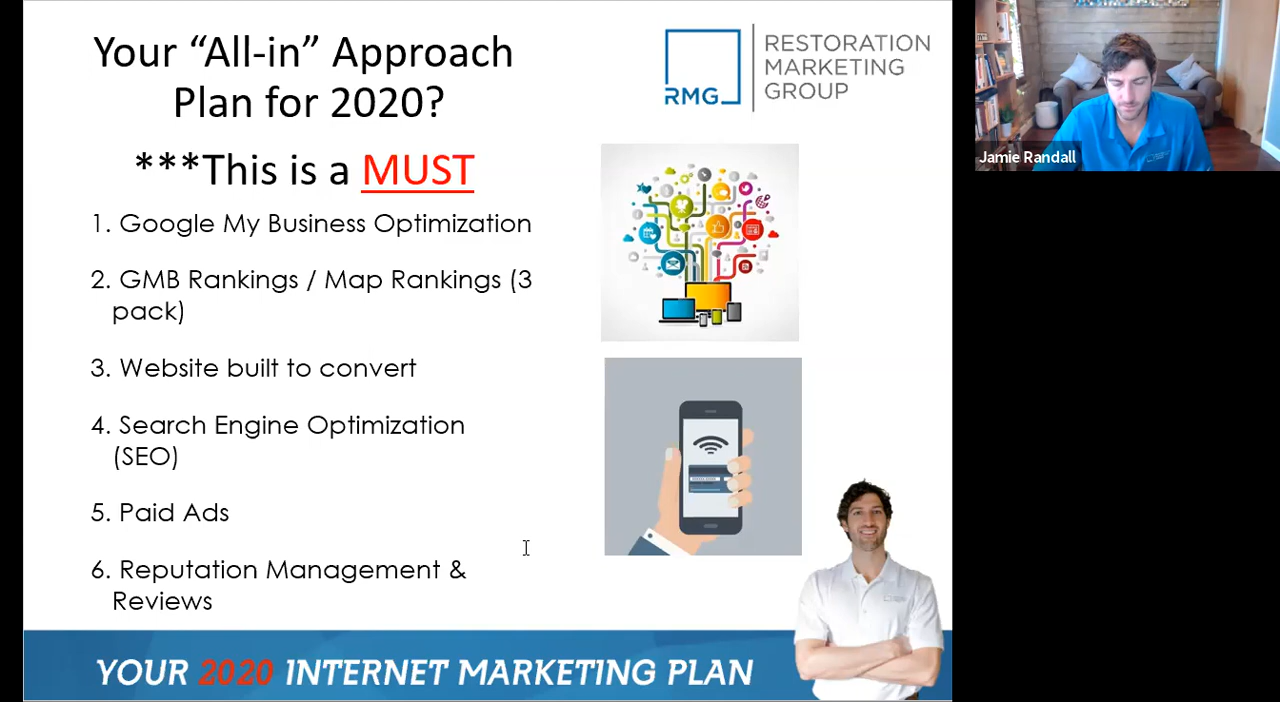 Your “All-in” Approach
Plan for 2020?
***This is a MUST
1. Google My Business Optimization
2. GMB Rankings / Map Rankings (3
pack)
3. Website built to convert
4. Search Engine Optimization
(SEO)
5. Paid Ads
6. Reputation Management &
Reviews
RMG
RESTORATION
MARKETING
GROUP
YOUR 2020 INTERNET MARKETING PLAN
Jamie Randall